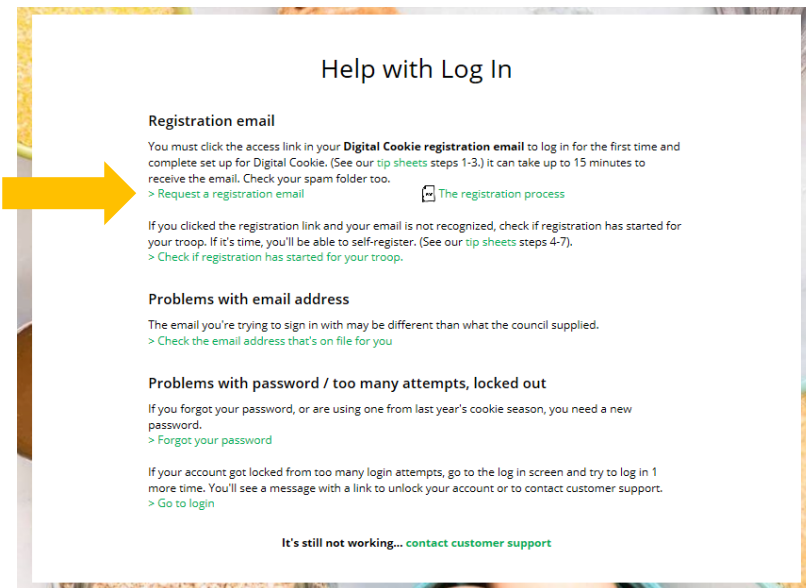 Help with Log In
Registration email
You must click the access link in your Digital Cookie registration email to log in for the first time and
complete set up for Digital Cookie. (See our tip sheets steps 1-3.) it can take up to 15 minutes to
receive the email. Check your spam folder too.
> Request a registration email The registration process
If you clicked the registration link and your email is not recognized, check if registration has started for
your troop. If it's time, you'll be able to self-register. (See our tip sheets steps 4-7).
> Check if registration has started for your troop.
Problems with email address
The email you're trying to sign in with may be different than what the council supplied.
> Check the email address that's on file for you
Problems with password / too many attempts, locked out
If you forgot your password, or are using one from last year's cookie season, you need a new
password.
> Forgot your password
If your account got locked from too many login attempts, go to the log in screen and try to log in 1
more time. You'll see a message with a link to unlock your account or to contact customer support.
> Go to login
It's still not working... contact customer support